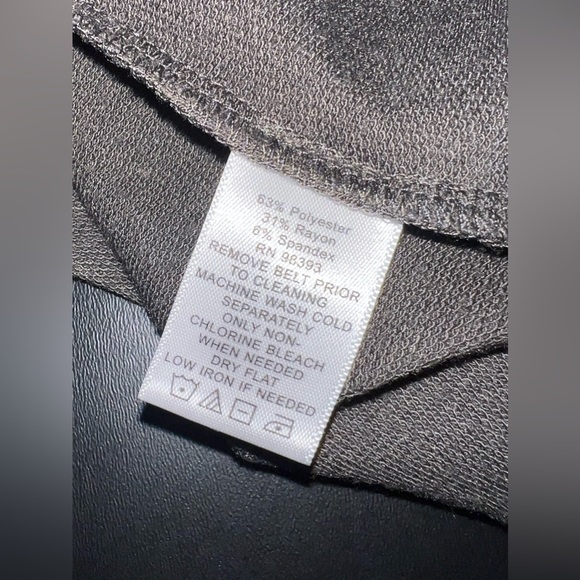 63% Polyester
31% Rayon
6% Spandex
RN 96393
REMOVE BELT PRIOR
TO CLEANING
MACHINE WASH COLD
SEPARATELY
ONLY NON-
CHLORINE BLEACH
WHEN NEEDED
DRY FLAT
LOW IRON IF NEEDED